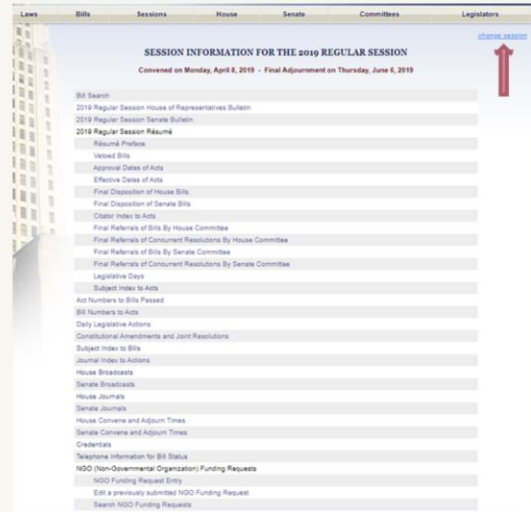 Laws Bills Sessions House Senate Committees Legislators
change session
SESSION INFORMATION FOR THE 2019 REGULAR SESSION
Convened on Monday, April 8, 2019 - Final Adjournment on Thursday, June 6, 2019
Bill Search
2019 Regular Session House of Representatives Bulletin
2019 Regular Session Senate Bulletin
2019 Regular Session Résumé
Résumé Preface
Vetoed Bills
Approval Dates of Acts
Effective Dates of Acts
Final Disposition of House Bills
Final Disposition of Senate Bills
Citator Index to Acts
Final Referrals of Bills By House Committee
Final Referrals of Concurrent Resolutions By House Committee
Final Referrals of Bills By Senate Committee
Final Referrals of Concurrent Resolutions By Senate Committee
Legislative Days
Subject Index to Acts
Act Numbers to Bills Passed
Bill Numbers to Acts
Daily Legislative Actions
Constitutional Amendments and Joint Resolutions
Subject Index to Bills
Journal Index to Actions
House Broadcasts
Senate Broadcasts
House Journals
Senate Journals
House Convene and Adjourn Times
Senate Convene and Adjourn Times
Credentials
Telephone Information for Bill Status
NGO (Non-Governmental Organization) Funding Requests
NGO Funding Request Entry
Edit a previously submitted NGO Funding Request
Search NGO Funding Requests